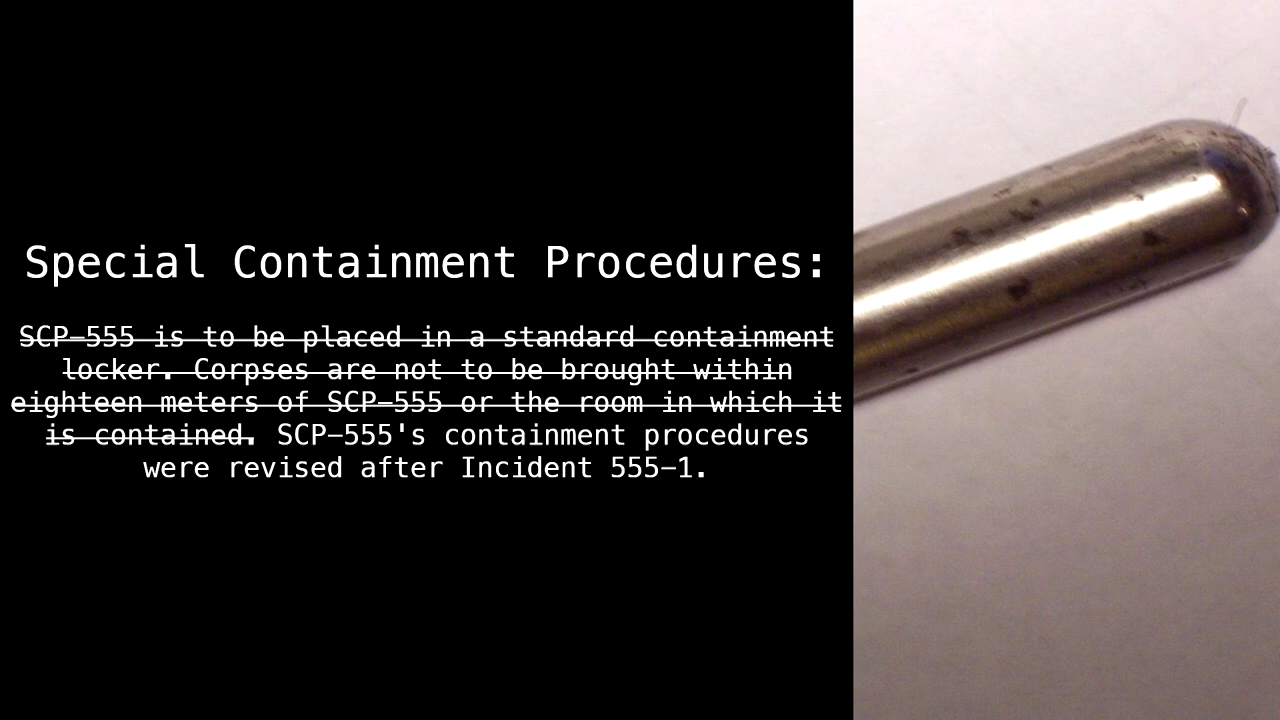 Special Containment Procedures:
SCP-555 is to be placed in a standard containment
locker. Corpses are not to be brought within
eighteen meters of SCP-555 or the room in which it
is contained. SCP-555's containment procedures
were revised after Incident 555-1.